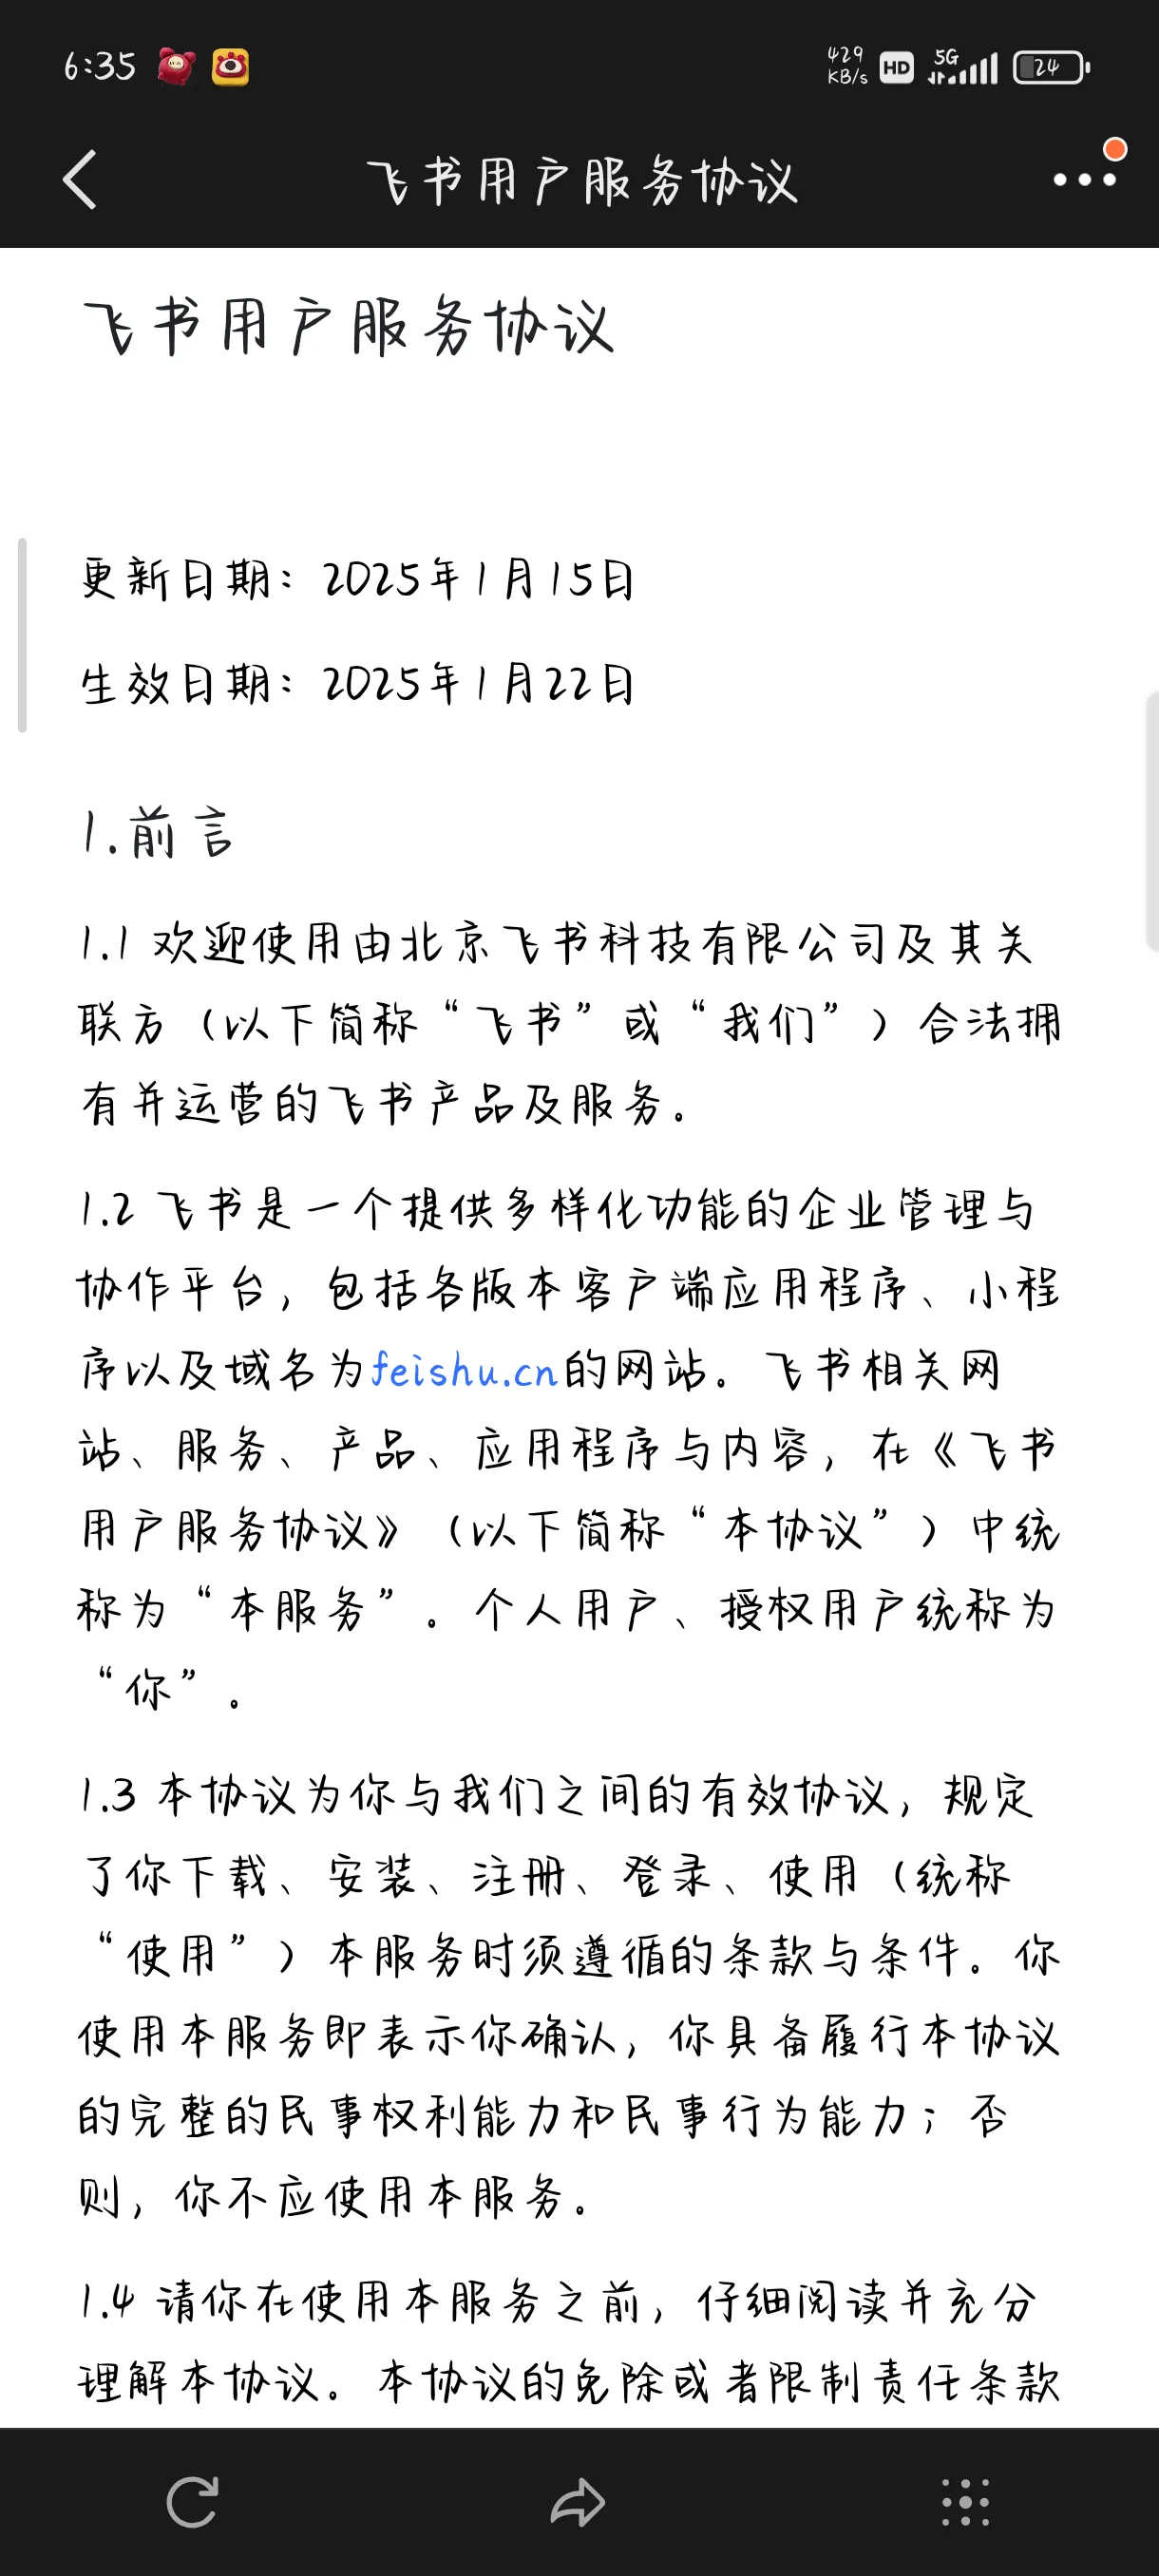 6:35
429
KB/s
HD
5G
24
飞书用户服务协议
飞书用户服务协议
更新日期：2025年1月15日
生效日期：2025年1月22日
1.前言
1.1 欢迎使用由北京飞书科技有限公司及其关
联方（以下简称“飞书”或“我们”）合法拥
有并运营的飞书产品及服务。
1.2 飞书是一个提供多样化功能的企业管理与
协作平台，包括各版本客户端应用程序、小程
序以及域名为feishu.cn的网站。飞书相关网
站、服务、产品、应用程序与内容，在《飞书
用户服务协议》（以下简称“本协议”）中统
称为“本服务”。个人用户、授权用户统称为
“你”。
1.3 本协议为你与我们之间的有效协议，规定
了你下载、安装、注册、登录、使用（统称
“使用”）本服务时须遵循的条款与条件。你
使用本服务即表示你确认，你具备履行本协议
的完整的民事权利能力和民事行为能力；否
则，你不应使用本服务。
1.4 请你在使用本服务之前，仔细阅读并充分
理解本协议。本协议的免除或者限制责任条款